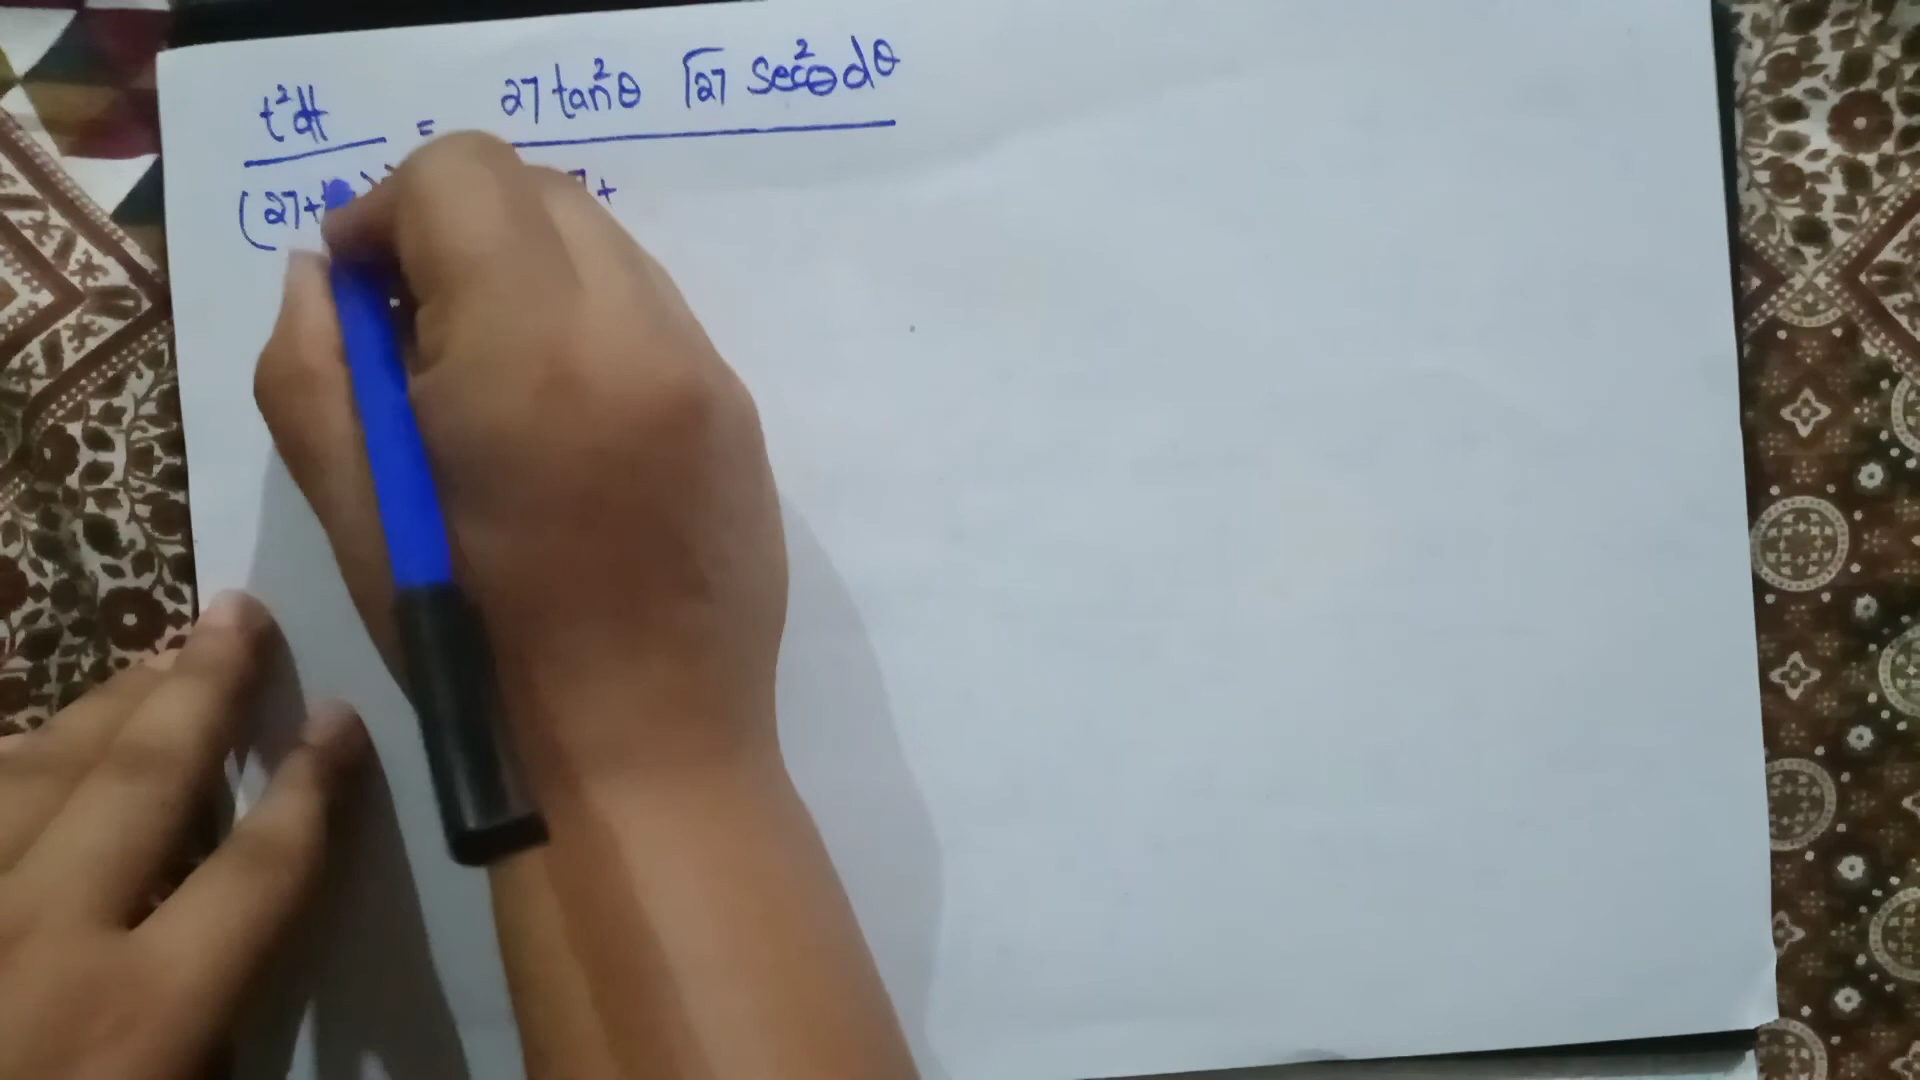 t²dt = 27 tan²θ √27 sec²θ dθ
(27+ +